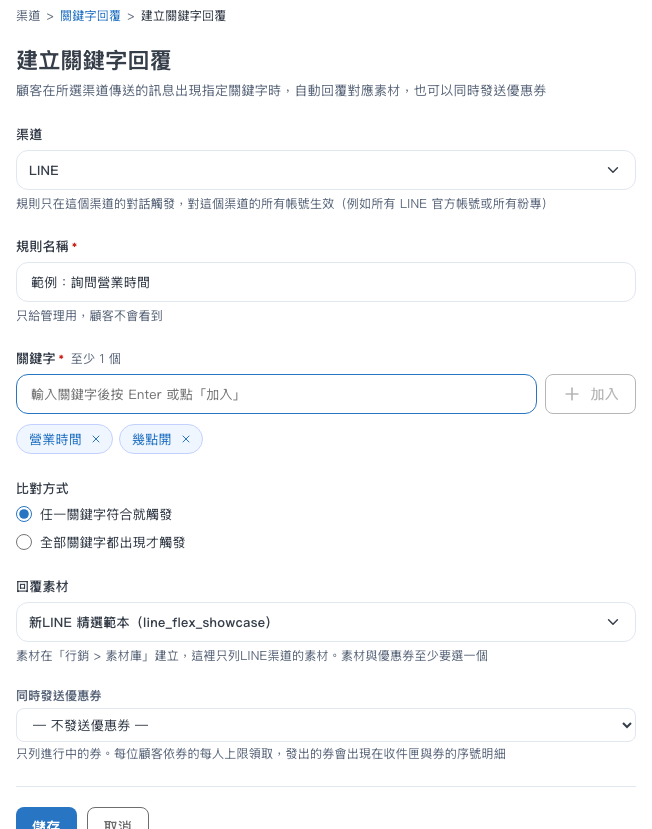 渠道 > 關鍵字回覆 > 建立關鍵字回覆
建立關鍵字回覆
顧客在所選渠道傳送的訊息出現指定關鍵字時，自動回覆對應素材，也可以同時發送優惠券
渠道
LINE
規則只在這個渠道的對話觸發，對這個渠道的所有帳號生效（例如所有 LINE 官方帳號或所有粉專）
規則名稱 *
範例：詢問營業時間
只給管理用，顧客不會看到
關鍵字 * 至少 1 個
輸入關鍵字後按 Enter 或點「加入」
＋ 加入
營業時間 ×
幾點開 ×
比對方式
任一關鍵字符合就觸發
全部關鍵字都出現才觸發
回覆素材
新LINE 精選範本（line_flex_showcase）
素材在「行銷 > 素材庫」建立，這裡只列LINE渠道的素材。素材與優惠券至少要選一個
同時發送優惠券
— 不發送優惠券 —
只列進行中的券。每位顧客依券的每人上限領取，發出的券會出現在收件匣與券的序號明細
儲存
取消